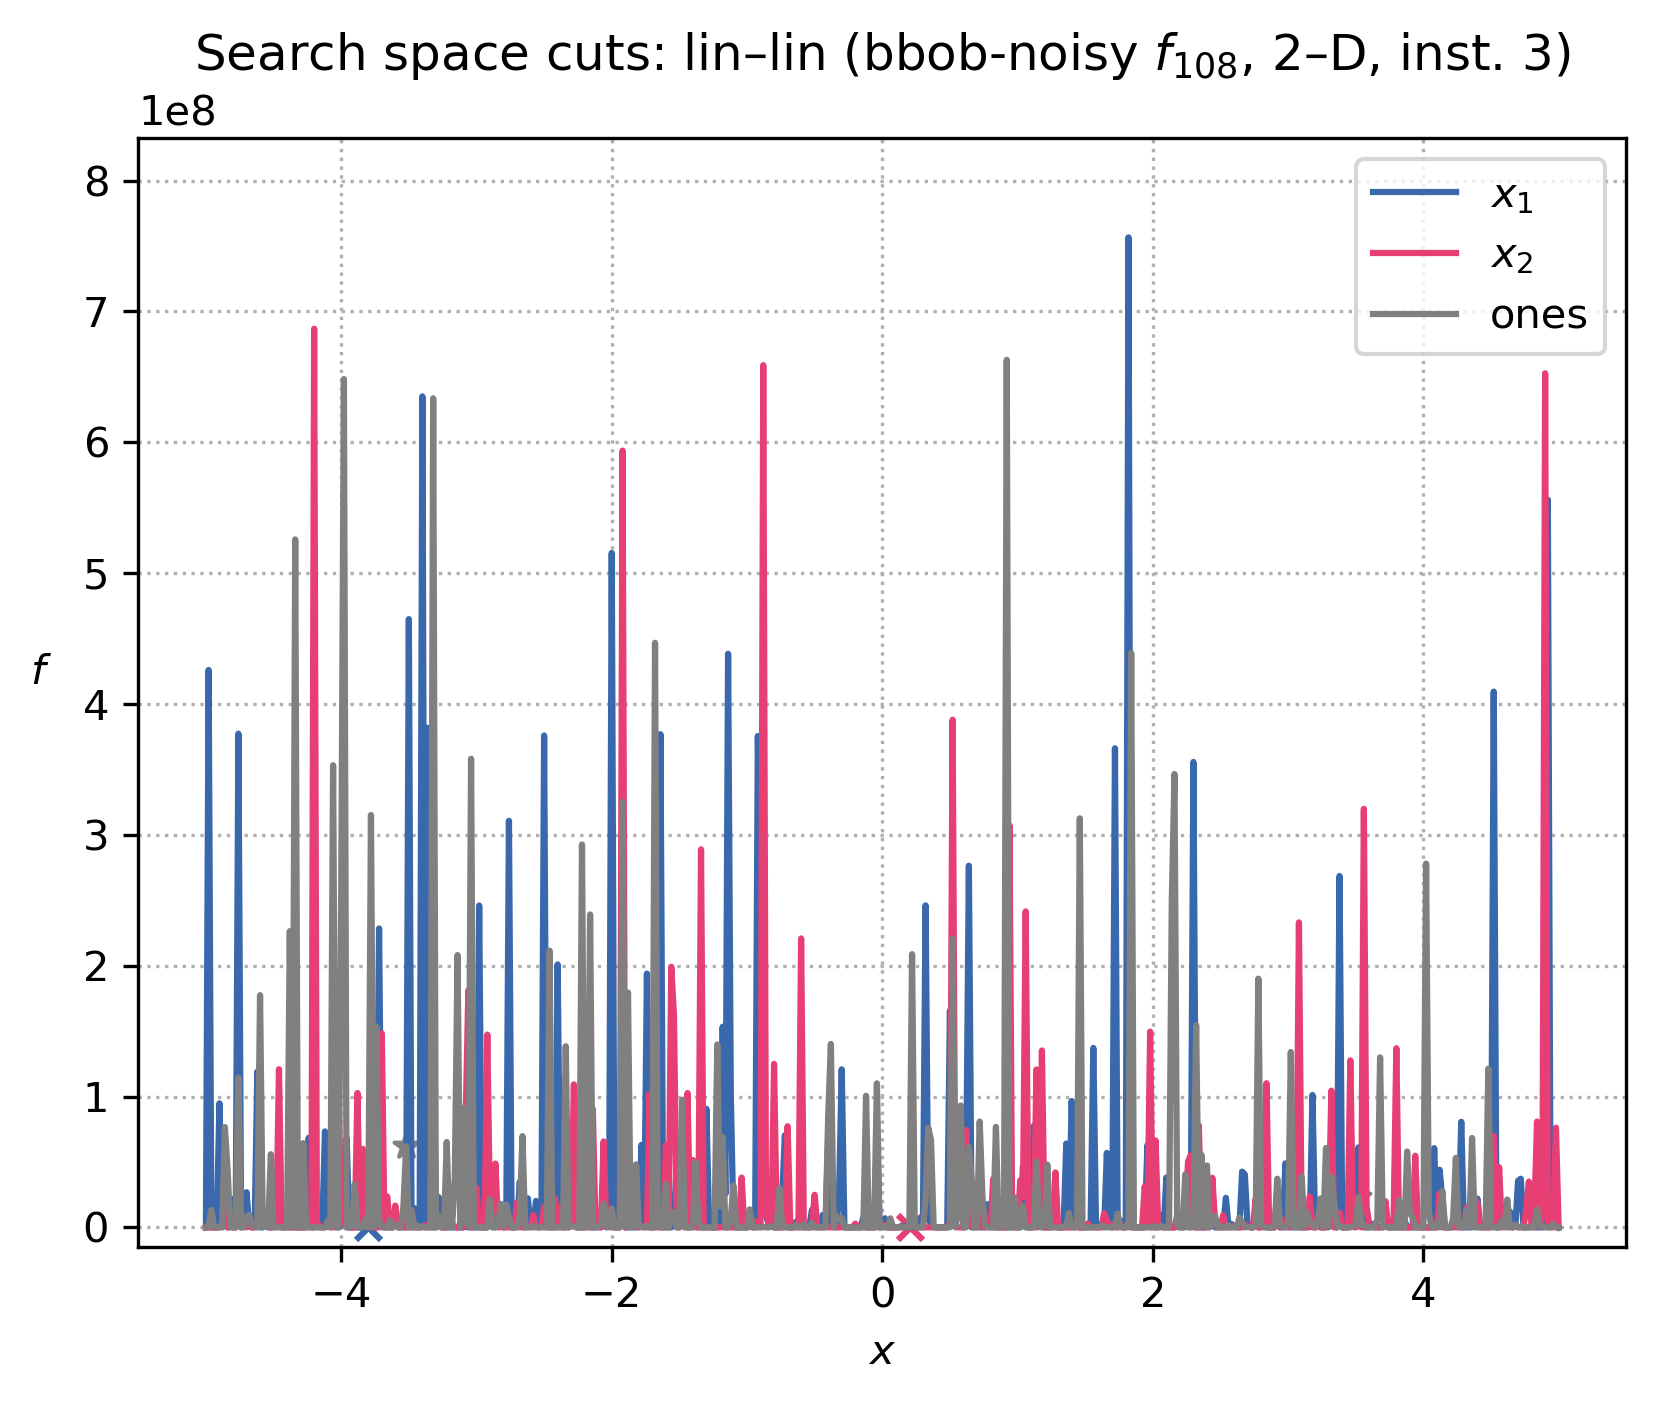 Search space cuts: lin–lin (bbob-noisy f₁₀₈, 2–D, inst. 3)
1e8
8
7
6
5
4
3
2
1
0
f
x₁
x₂
ones
−4 −2 0 2 4
x